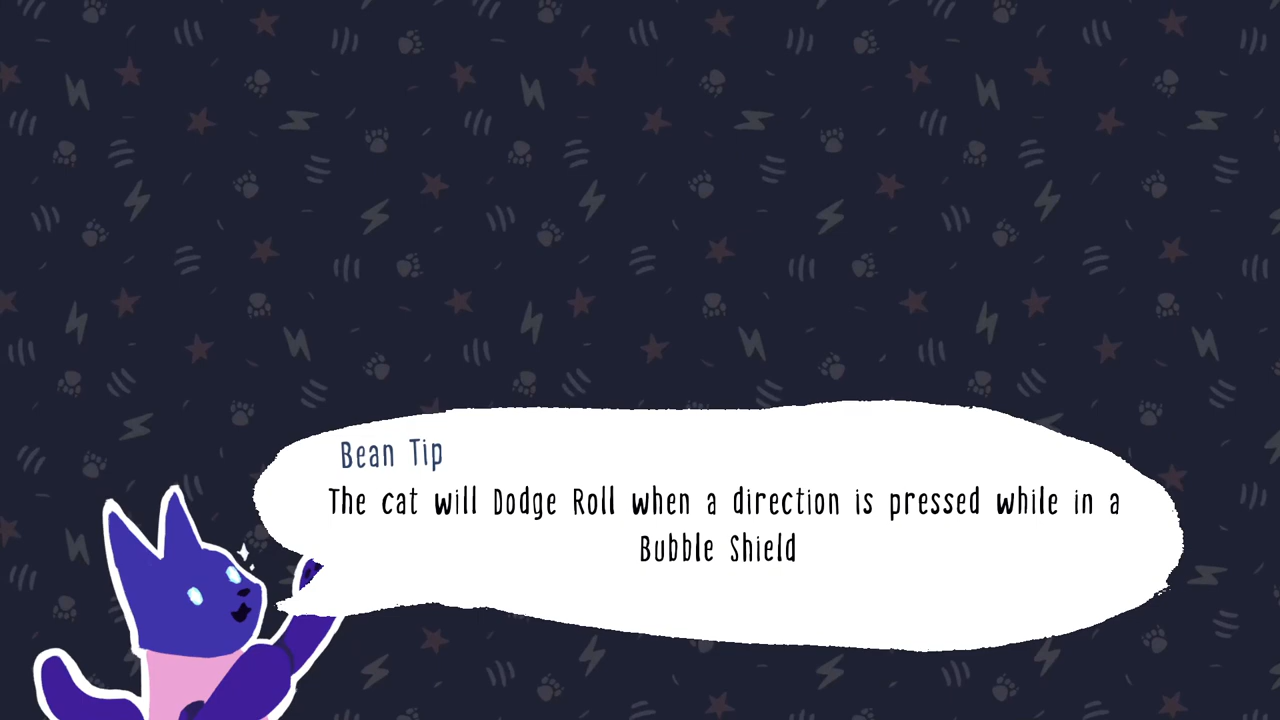 Bean Tip
The cat will Dodge Roll when a direction is pressed while in a
Bubble Shield